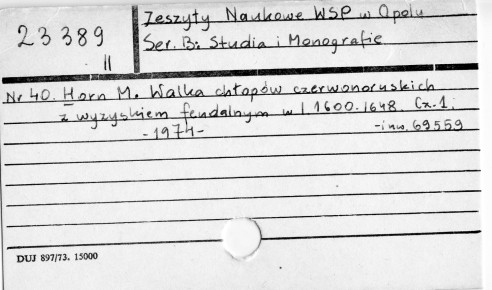 23389
II
Zeszyty Naukowe WSP w Opolu
Ser. B: Studia i Monografie
Nr 40. Horn M. Walka chłopów czerwonoruskich
z wyzyskiem feudalnym w l. 1600-1648. Cz. 1.
-1974- -inw. 69559
DUJ 897/73. 15000